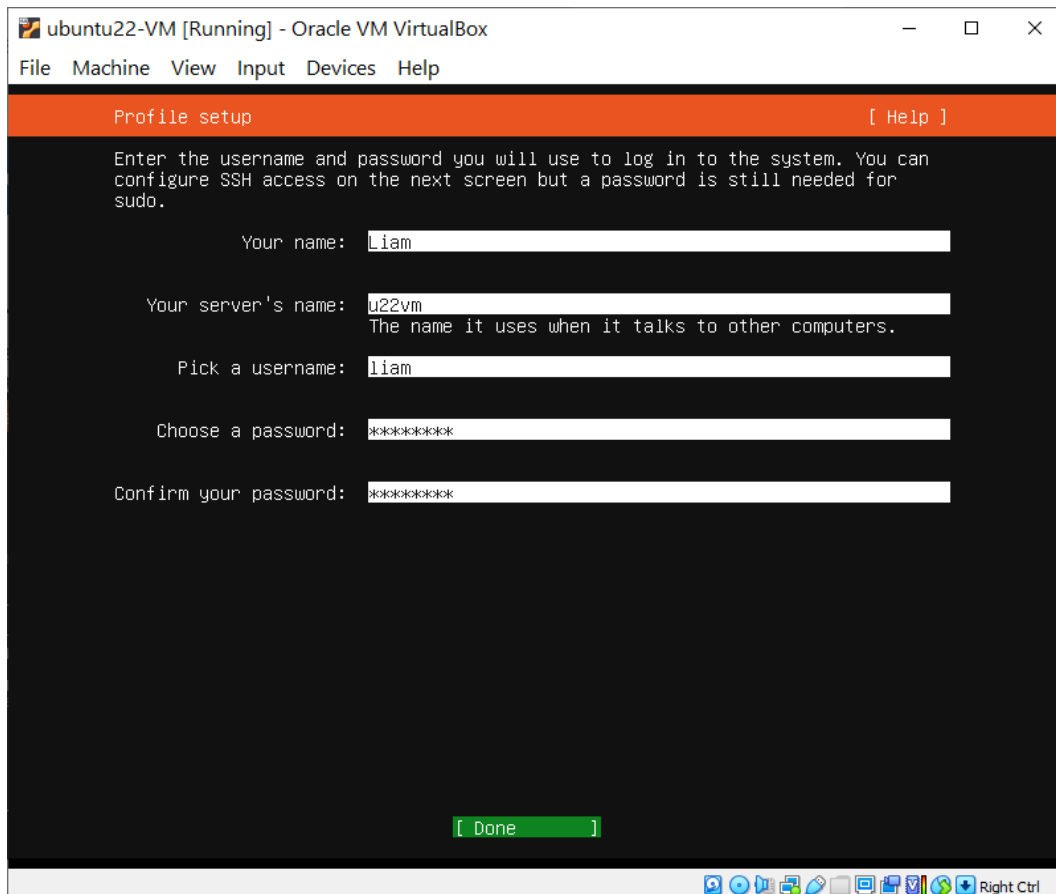 ubuntu22-VM [Running] - Oracle VM VirtualBox
File Machine View Input Devices Help
Profile setup [ Help ]
Enter the username and password you will use to log in to the system. You can
configure SSH access on the next screen but a password is still needed for
sudo.
Your name: Liam
Your server's name: u22vm
The name it uses when it talks to other computers.
Pick a username: liam
Choose a password: ********
Confirm your password: ********
[ Done ]
Right Ctrl